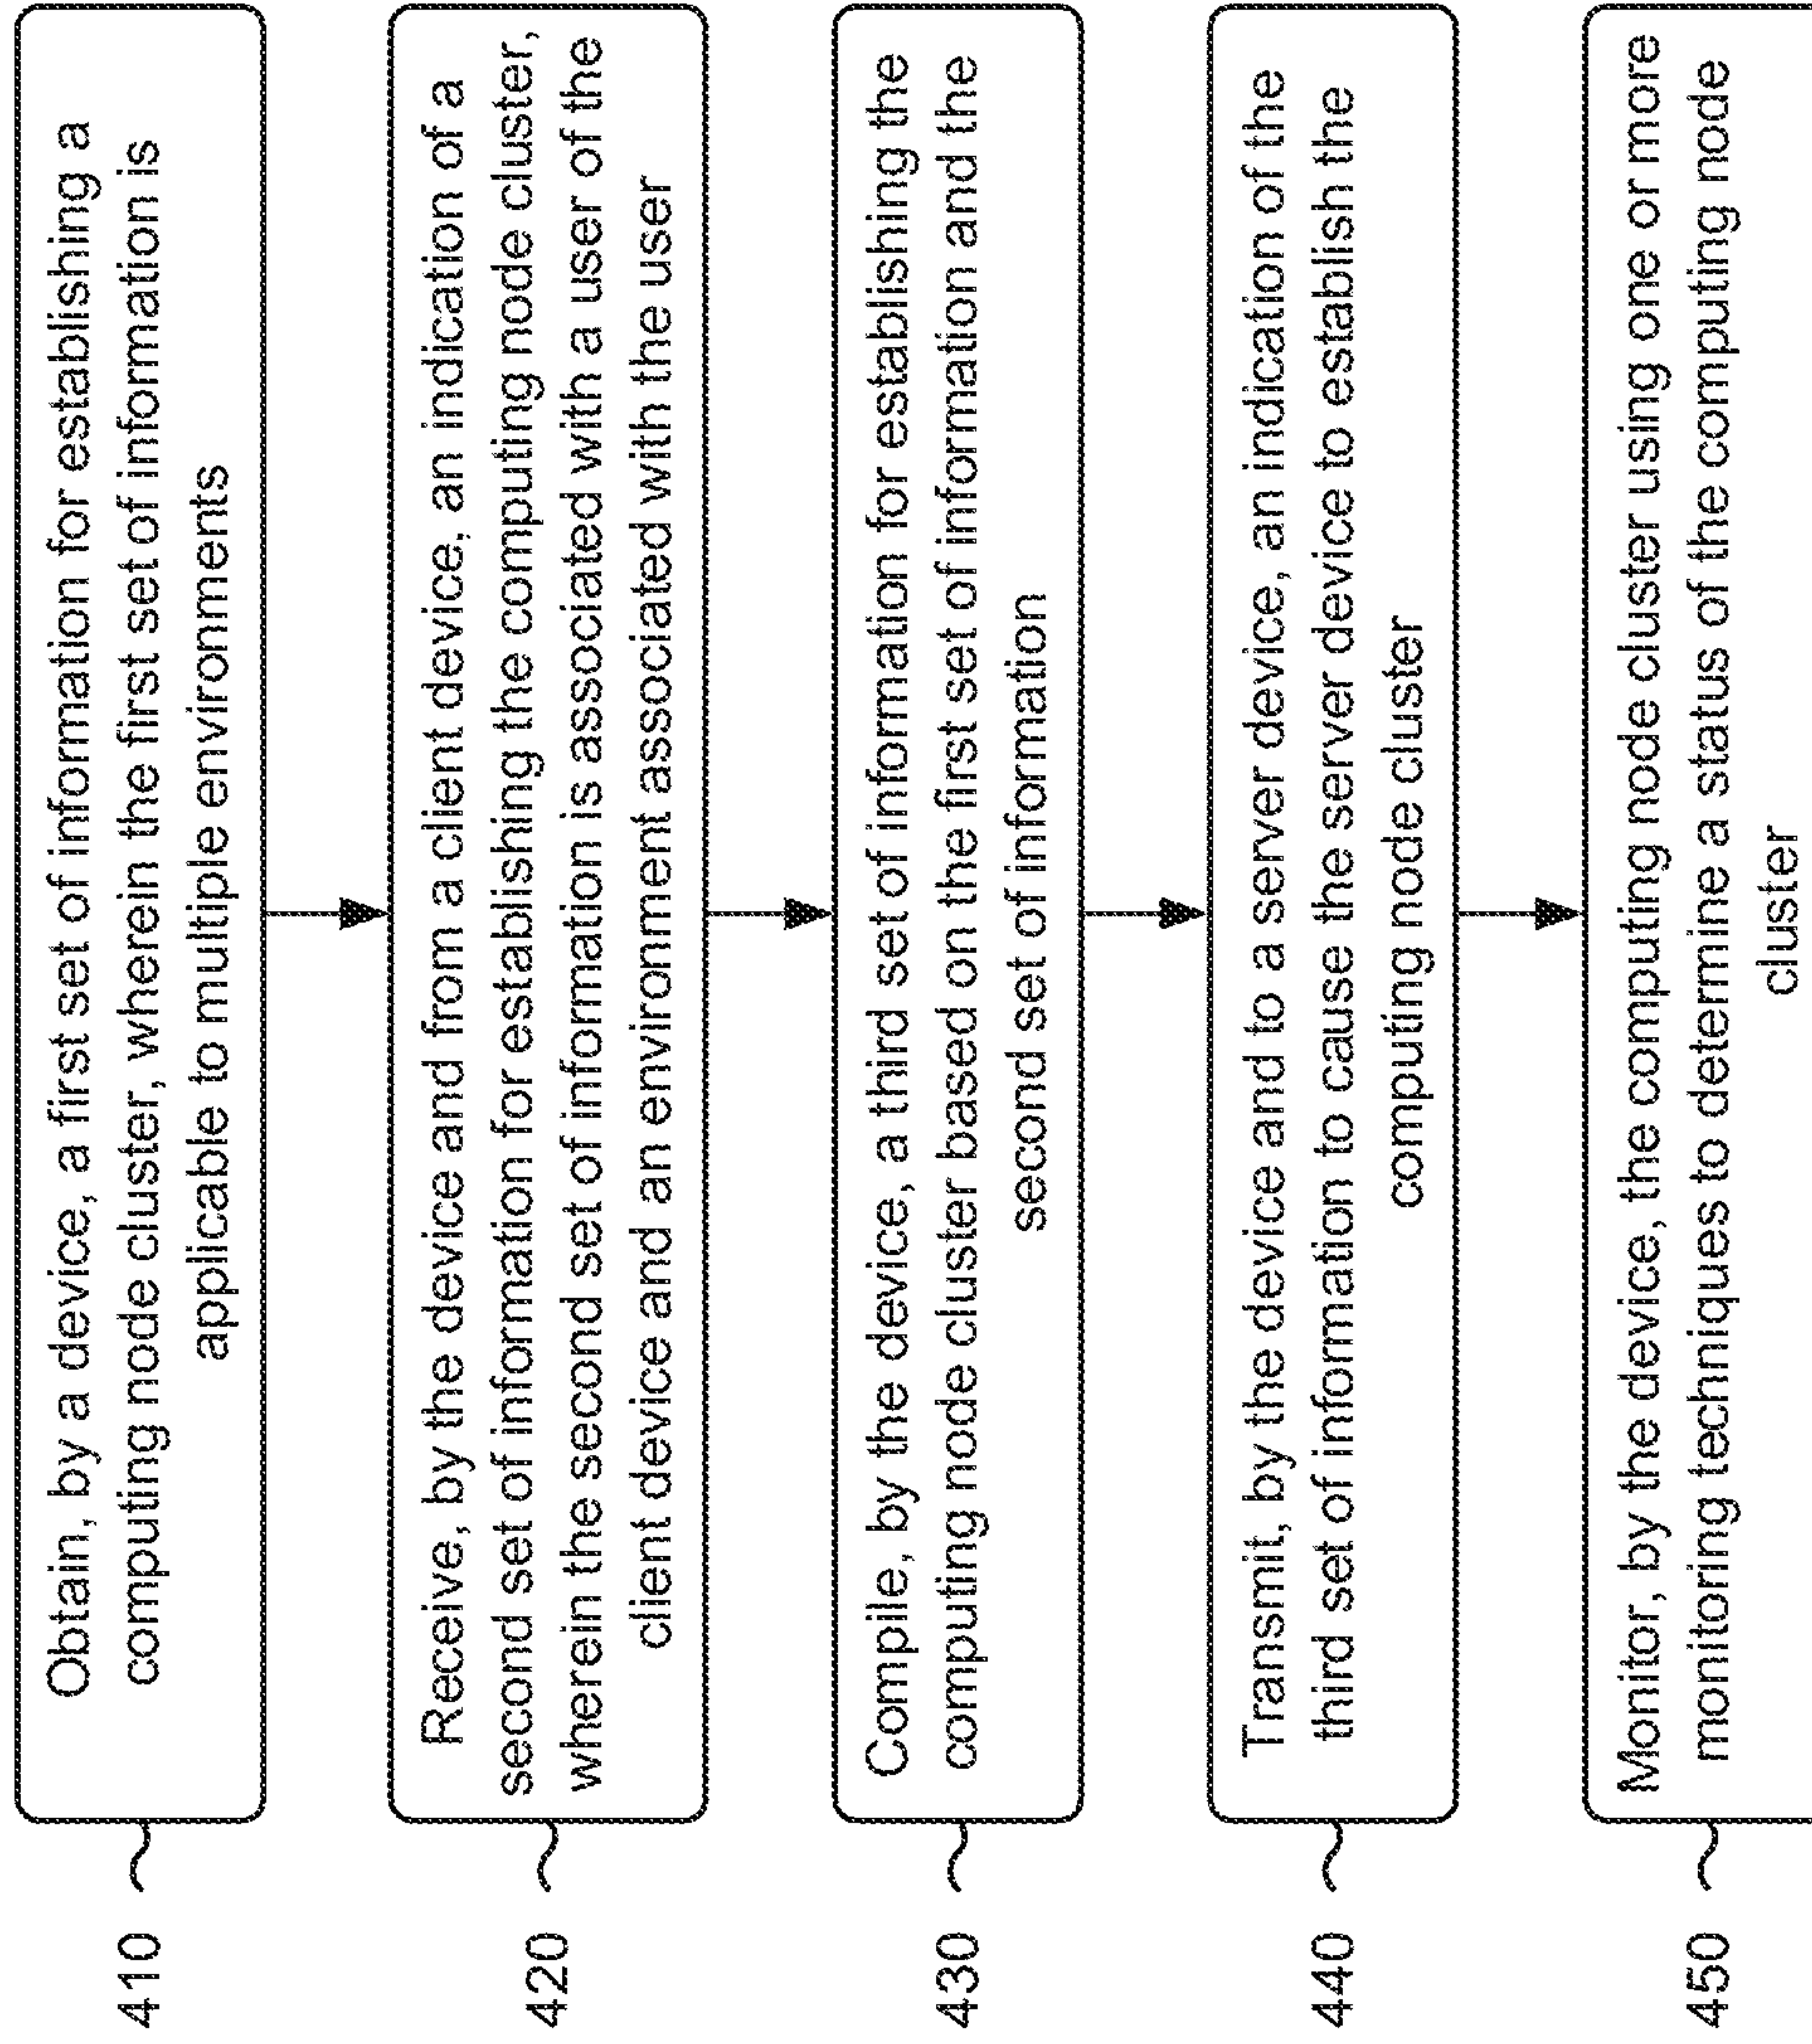 410
Obtain, by a device, a first set of information for establishing a
computing node cluster, wherein the first set of information is
applicable to multiple environments
420
Receive, by the device and from a client device, an indication of a
second set of information for establishing the computing node cluster,
wherein the second set of information is associated with a user of the
client device and an environment associated with the user
430
Compile, by the device, a third set of information for establishing the
computing node cluster based on the first set of information and the
second set of information
440
Transmit, by the device and to a server device, an indication of the
third set of information to cause the server device to establish the
computing node cluster
450
Monitor, by the device, the computing node cluster using one or more
monitoring techniques to determine a status of the computing node
cluster